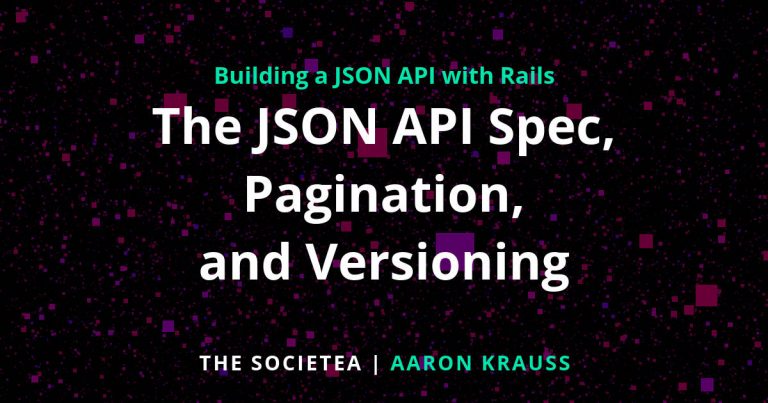 Building a JSON API with Rails
The JSON API Spec,
Pagination,
and Versioning
THE SOCIETEA | AARON KRAUSS